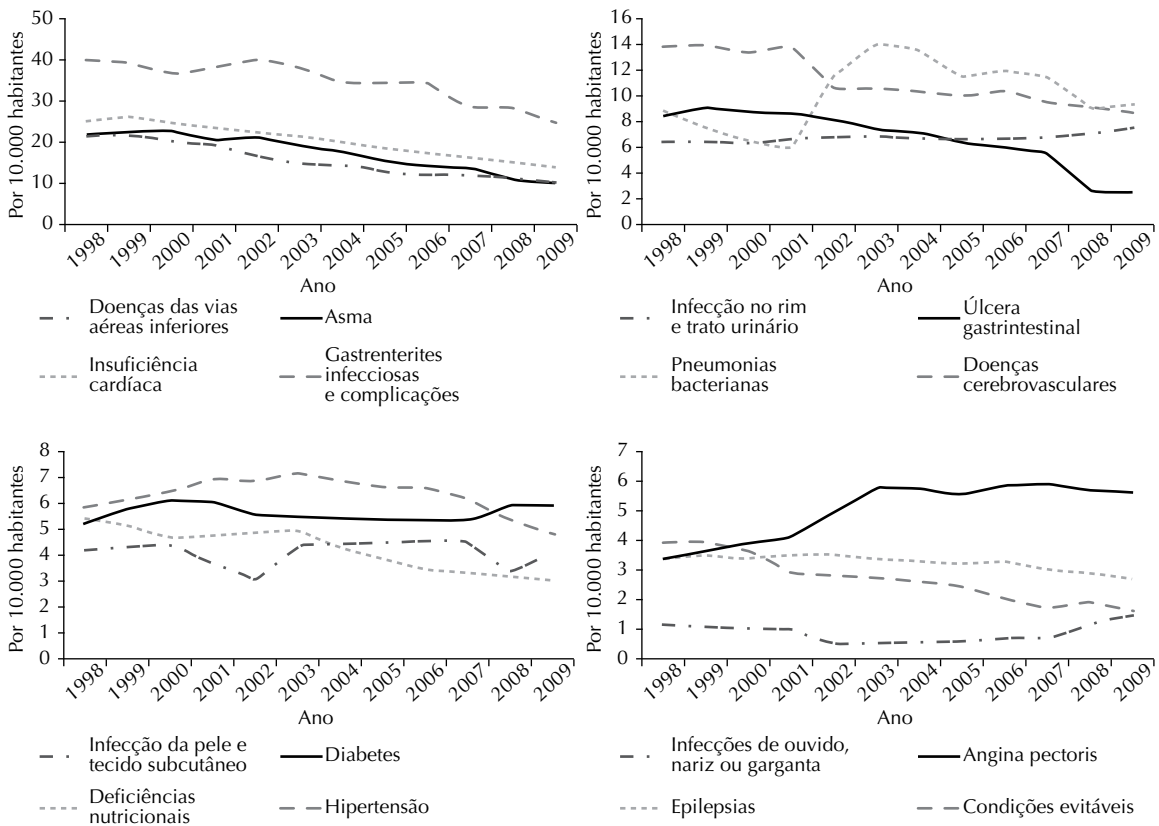 Por 10.000 habitantes
50
40
30
20
10
0
1998
1999
2000
2001
2002
2003
2004
2005
2006
2007
2008
2009
Ano
Doenças das vias
aéreas inferiores
Asma
Insuficiência
cardíaca
Gastrenterites
infecciosas
e complicações
Por 10.000 habitantes
16
14
12
10
8
6
4
2
0
1998
1999
2000
2001
2002
2003
2004
2005
2006
2007
2008
2009
Ano
Infecção no rim
e trato urinário
Úlcera
gastrintestinal
Pneumonias
bacterianas
Doenças
cerebrovasculares
Por 10.000 habitantes
8
7
6
5
4
3
2
1
0
1998
1999
2000
2001
2002
2003
2004
2005
2006
2007
2008
2009
Ano
Infecção da pele e
tecido subcutâneo
Diabetes
Deficiências
nutricionais
Hipertensão
Por 10.000 habitantes
7
6
5
4
3
2
1
0
1998
1999
2000
2001
2002
2003
2004
2005
2006
2007
2008
2009
Ano
Infecções de ouvido,
nariz ou garganta
Angina pectoris
Epilepsias
Condições evitáveis